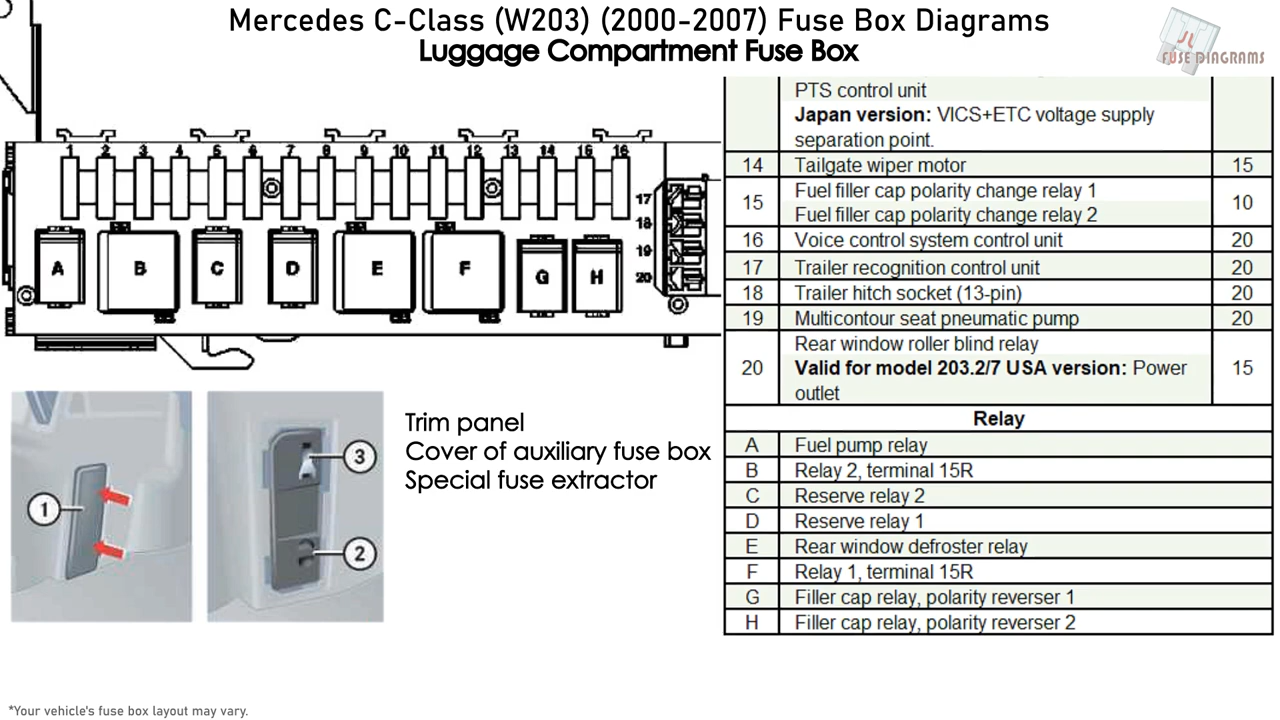 Mercedes C-Class (W203) (2000-2007) Fuse Box Diagrams
Luggage Compartment Fuse Box
JL
FUSE DIAGRAMS
1 2 3 4 5 6 7 8 9 10 11 12 13 14 15 16
17
18
19
20
A B C D E F G H
1
3
2
Trim panel
Cover of auxiliary fuse box
Special fuse extractor
PTS control unit
Japan version: VICS+ETC voltage supply
separation point.
14 Tailgate wiper motor 15
15 Fuel filler cap polarity change relay 1 10
Fuel filler cap polarity change relay 2
16 Voice control system control unit 20
17 Trailer recognition control unit 20
18 Trailer hitch socket (13-pin) 20
19 Multicontour seat pneumatic pump 20
Rear window roller blind relay
20 Valid for model 203.2/7 USA version: Power 15
outlet
Relay
A Fuel pump relay
B Relay 2, terminal 15R
C Reserve relay 2
D Reserve relay 1
E Rear window defroster relay
F Relay 1, terminal 15R
G Filler cap relay, polarity reverser 1
H Filler cap relay, polarity reverser 2
*Your vehicle's fuse box layout may vary.